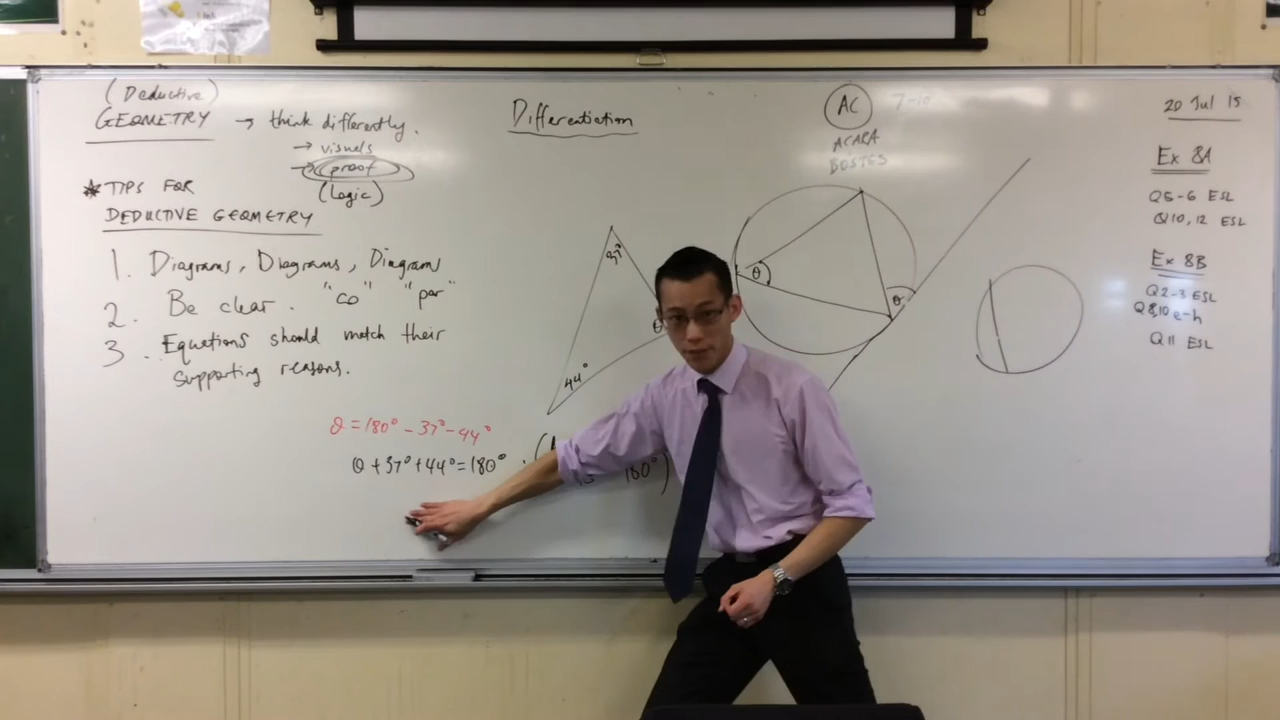 (Deductive)
GEOMETRY → think differently.
→ visuals
→ proof
(logic)
* TIPS FOR
DEDUCTIVE GEOMETRY
1. Diagrams, Diagrams, Diagrams
2. Be clear. "co" "par"
3. Equations should match their
supporting reasons.
θ = 180° - 37° - 44°
θ + 37° + 44° = 180°
180°)
Differentiation
37°
θ
44°
AC 7-10
ACARA
BOSTES
θ
θ
20 Jul 15
Ex 8A
Q5-6 ESL
Q10, 12 ESL
Ex 8B
Q2-3 ESL
Q8,10 e-h
Q11 ESL